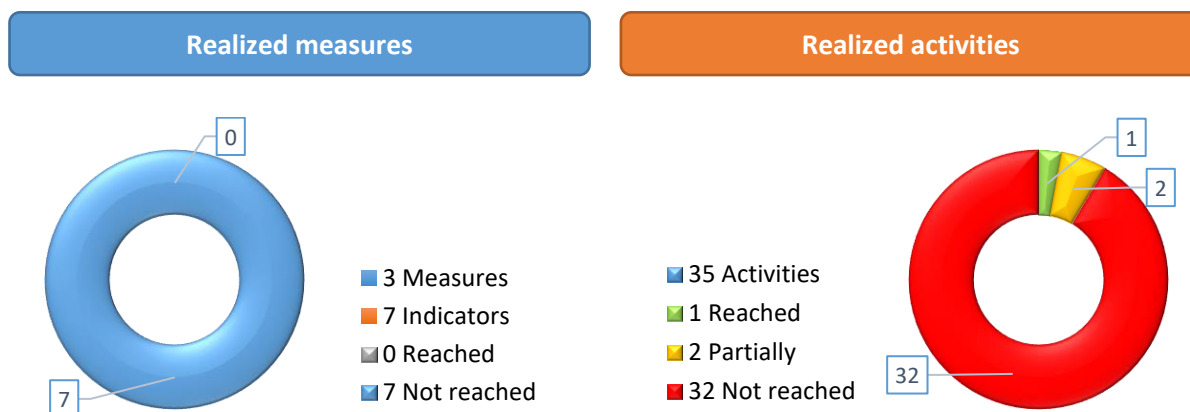 Realized measures
0
7
3 Measures
7 Indicators
0 Reached
7 Not reached
Realized activities
35 Activities
1 Reached
2 Partially
32 Not reached
1
2
32